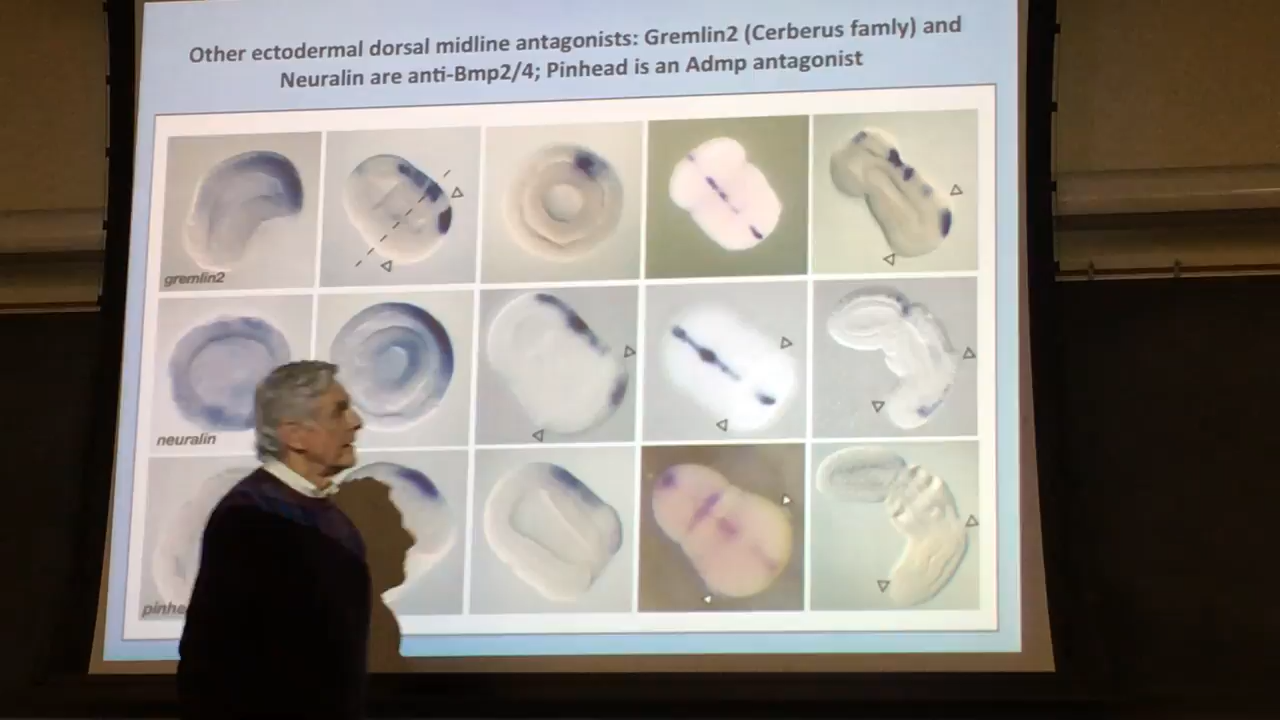 Other ectodermal dorsal midline antagonists: Gremlin2 (Cerberus famly) and
Neuralin are anti-Bmp2/4; Pinhead is an Admp antagonist
gremlin2
neuralin
pinhe